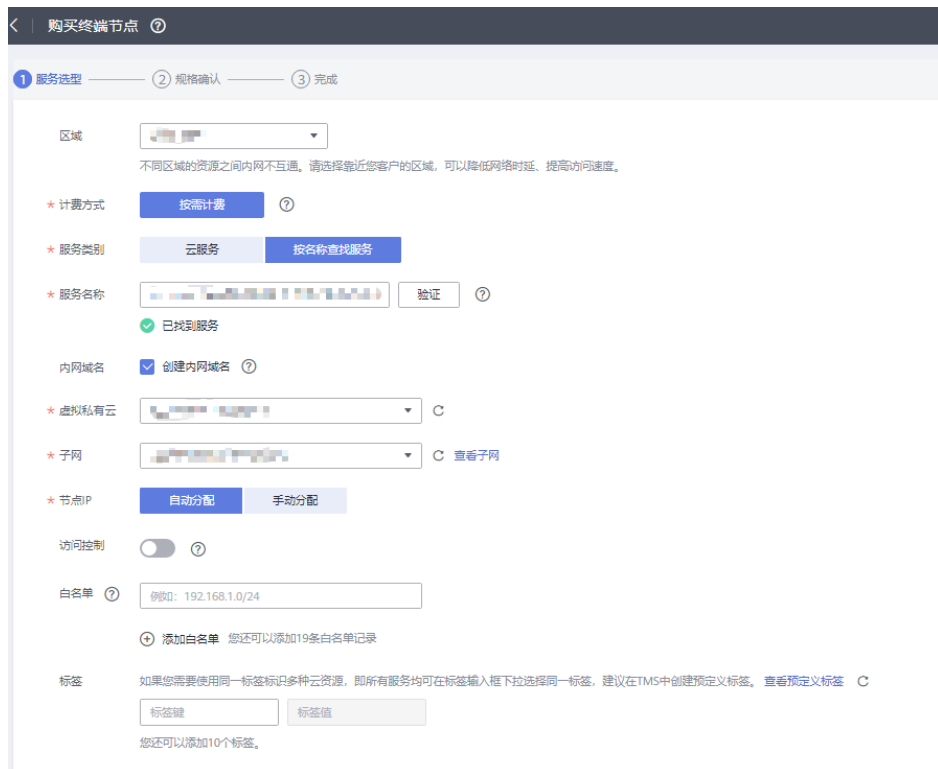 购买终端节点 ?
1 服务选型 2 规格确认 3 完成
区域
不同区域的资源之间内网不互通。请选择靠近您客户的区域，可以降低网络时延、提高访问速度。
* 计费方式 按需计费 ?
* 服务类别 云服务 按名称查找服务
* 服务名称 验证 ?
已找到服务
内网域名 创建内网域名 ?
* 虚拟私有云
* 子网 查看子网
* 节点IP 自动分配 手动分配
访问控制 ?
白名单 ? 例如：192.168.1.0/24
添加白名单 您还可以添加19条白名单记录
标签 如果您需要使用同一标签标识多种云资源，即所有服务均可在标签输入框下拉选择同一标签，建议在TMS中创建预定义标签。 查看预定义标签
标签键 标签值
您还可以添加10个标签。